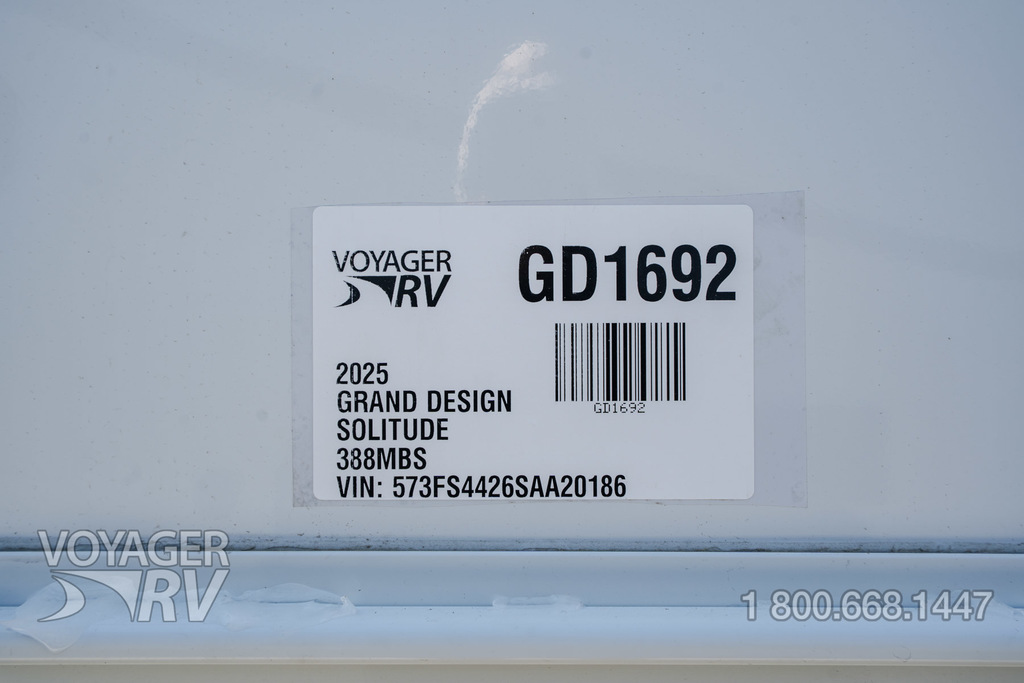 VOYAGER
RV
GD1692
GD1692
2025
GRAND DESIGN
SOLITUDE
388MBS
VIN: 573FS4426SAA20186
VOYAGER
RV
1 800.668.1447